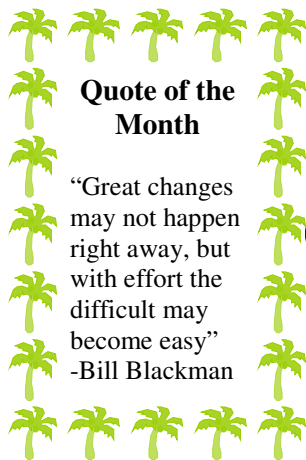 Quote of the
Month
“Great changes
may not happen
right away, but
with effort the
difficult may
become easy”
-Bill Blackman